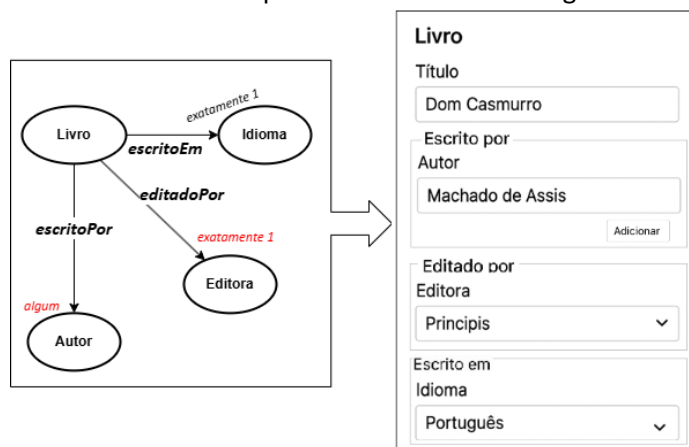 exatamente 1
Livro
Idioma
escritoEm
editadoPor
escritoPor
exatamente 1
Editora
algum
Autor
Livro
Título
Dom Casmurro
Escrito por
Autor
Machado de Assis
Adicionar
Editado por
Editora
Principis
Escrito em
Idioma
Português